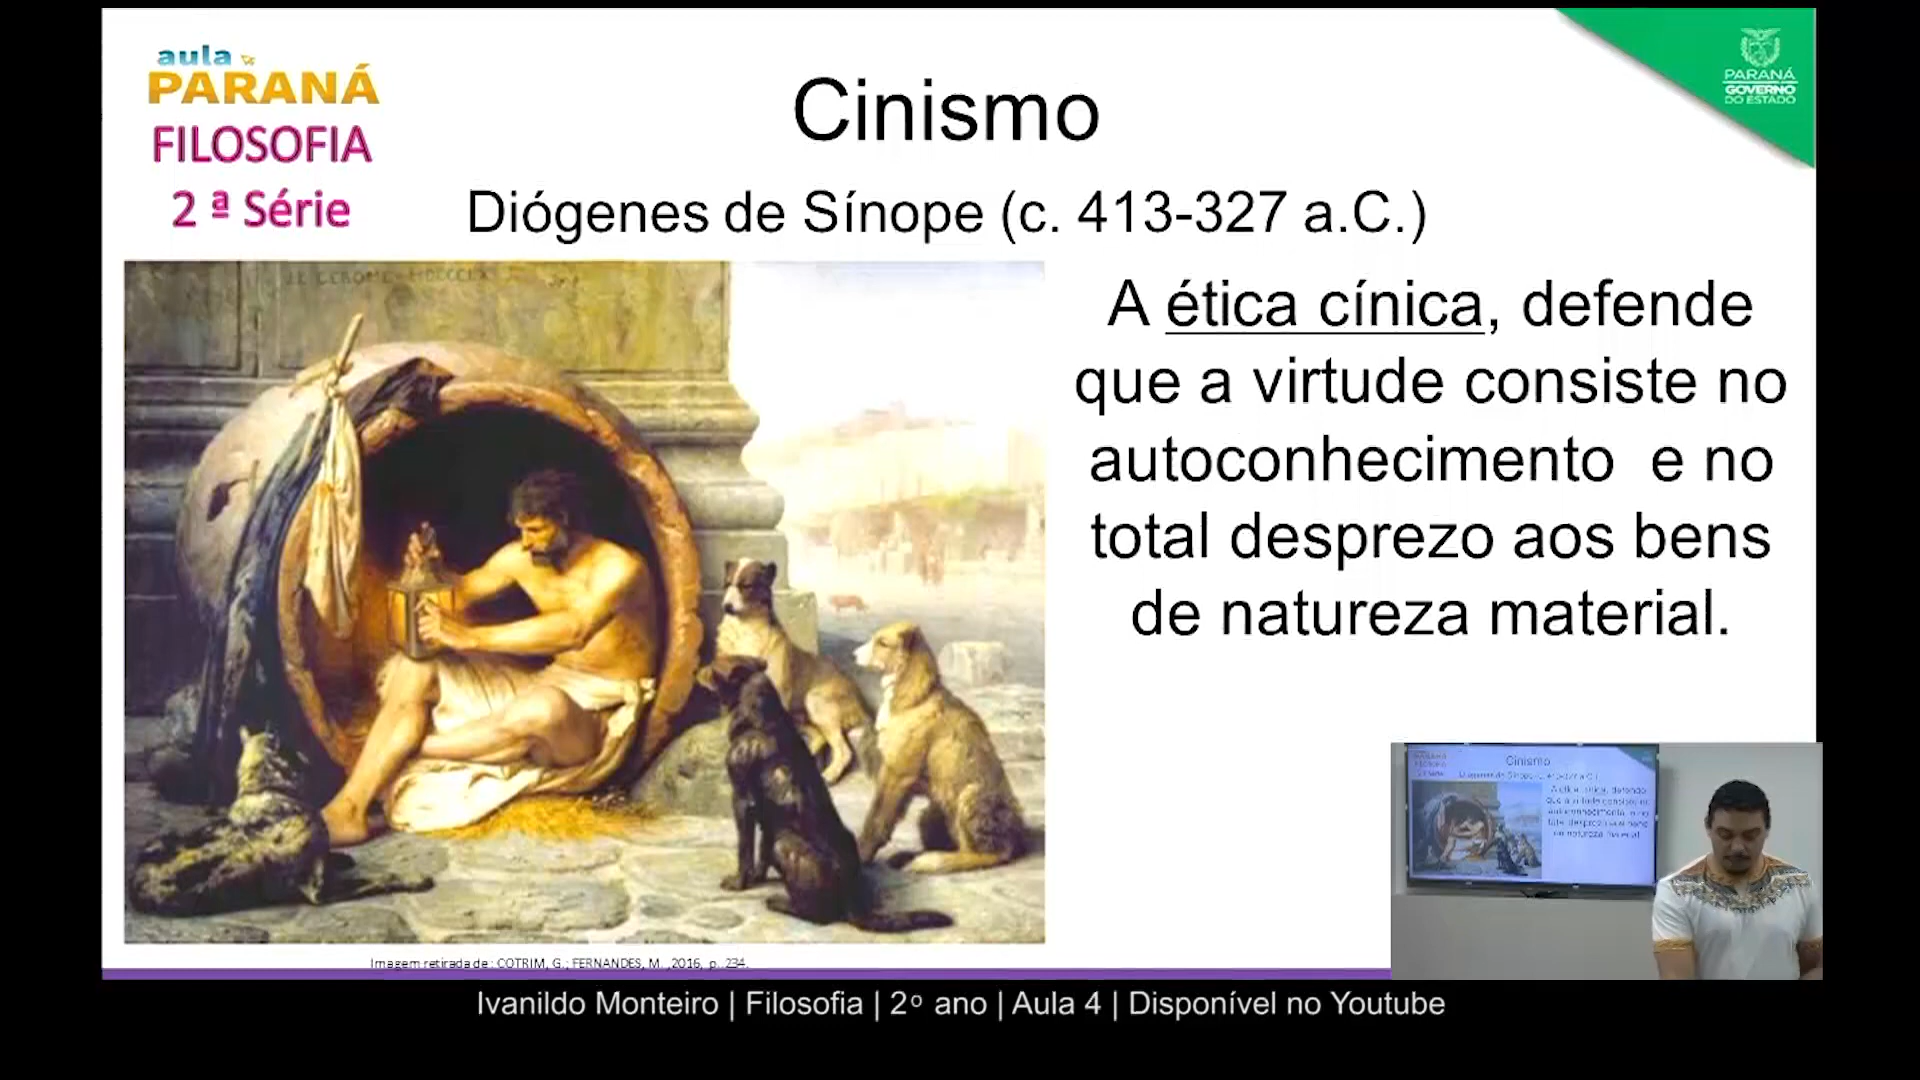 aula
PARANÁ
FILOSOFIA
2 ª Série
PARANÁ
GOVERNO
DO ESTADO
Cinismo
Diógenes de Sínope (c. 413-327 a.C.)
A ética cínica, defende
que a virtude consiste no
autoconhecimento e no
total desprezo aos bens
de natureza material.
Imagem retirada de: COTRIM, G.; FERNANDES, M. ,2016, p. 234.
Cinismo
Ivanildo Monteiro | Filosofia | 2º ano | Aula 4 | Disponível no Youtube